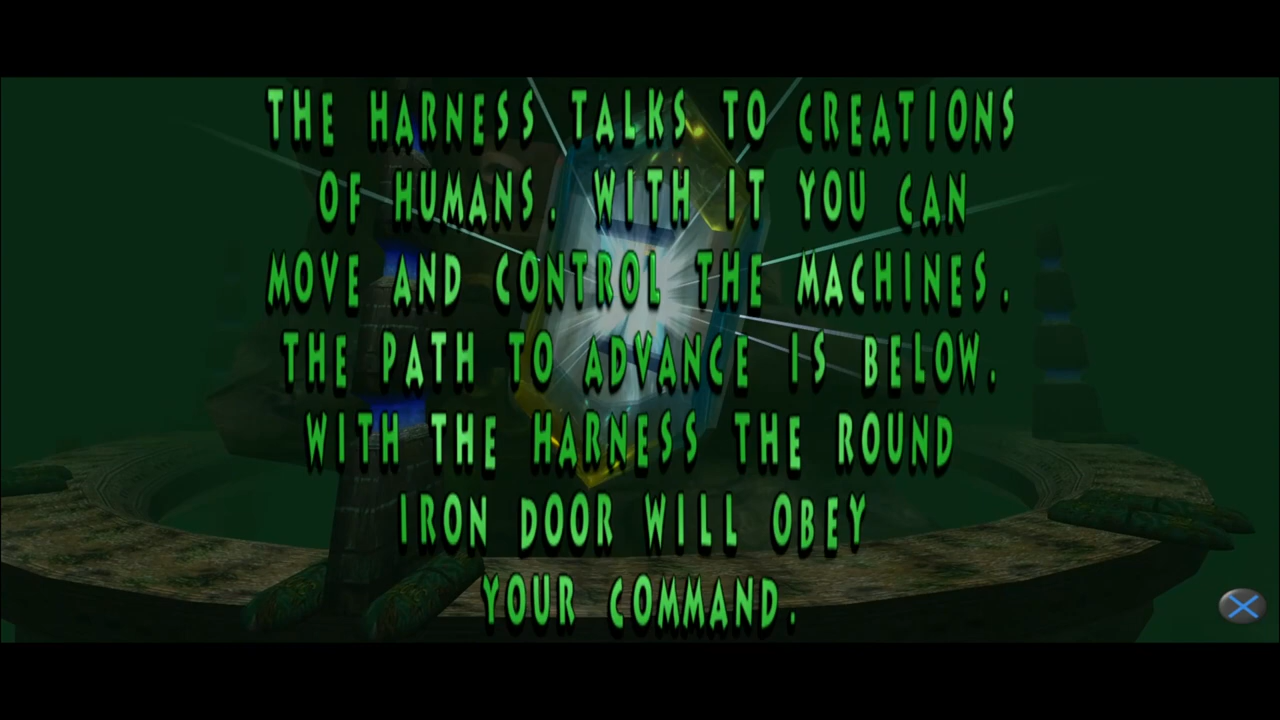 THE HARNESS TALKS TO CREATIONS
OF HUMANS. WITH IT YOU CAN
MOVE AND CONTROL THE MACHINES.
THE PATH TO ADVANCE IS BELOW.
WITH THE HARNESS THE ROUND
IRON DOOR WILL OBEY
YOUR COMMAND.